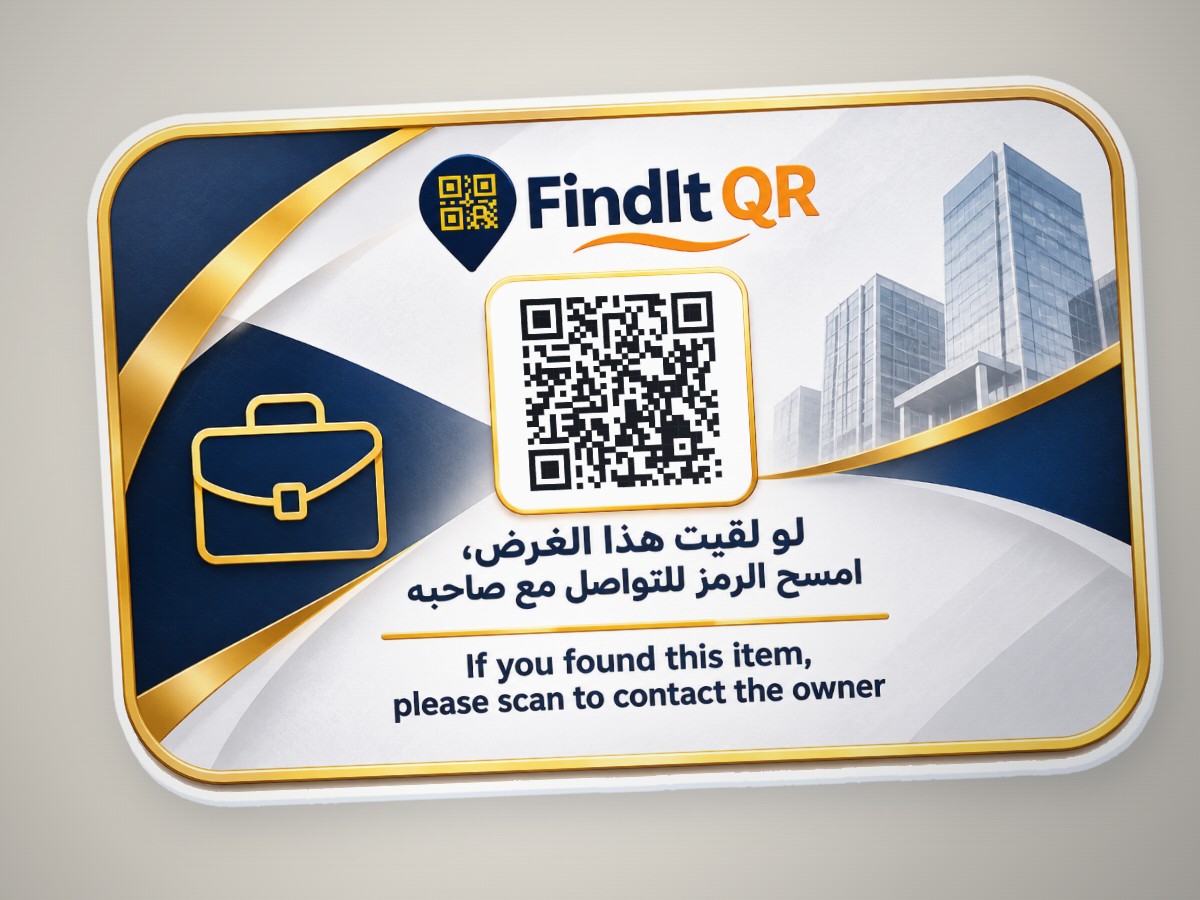 FindIt QR
لو لقيت هذا الغرض،
امسح الرمز للتواصل مع صاحبه
If you found this item,
please scan to contact the owner